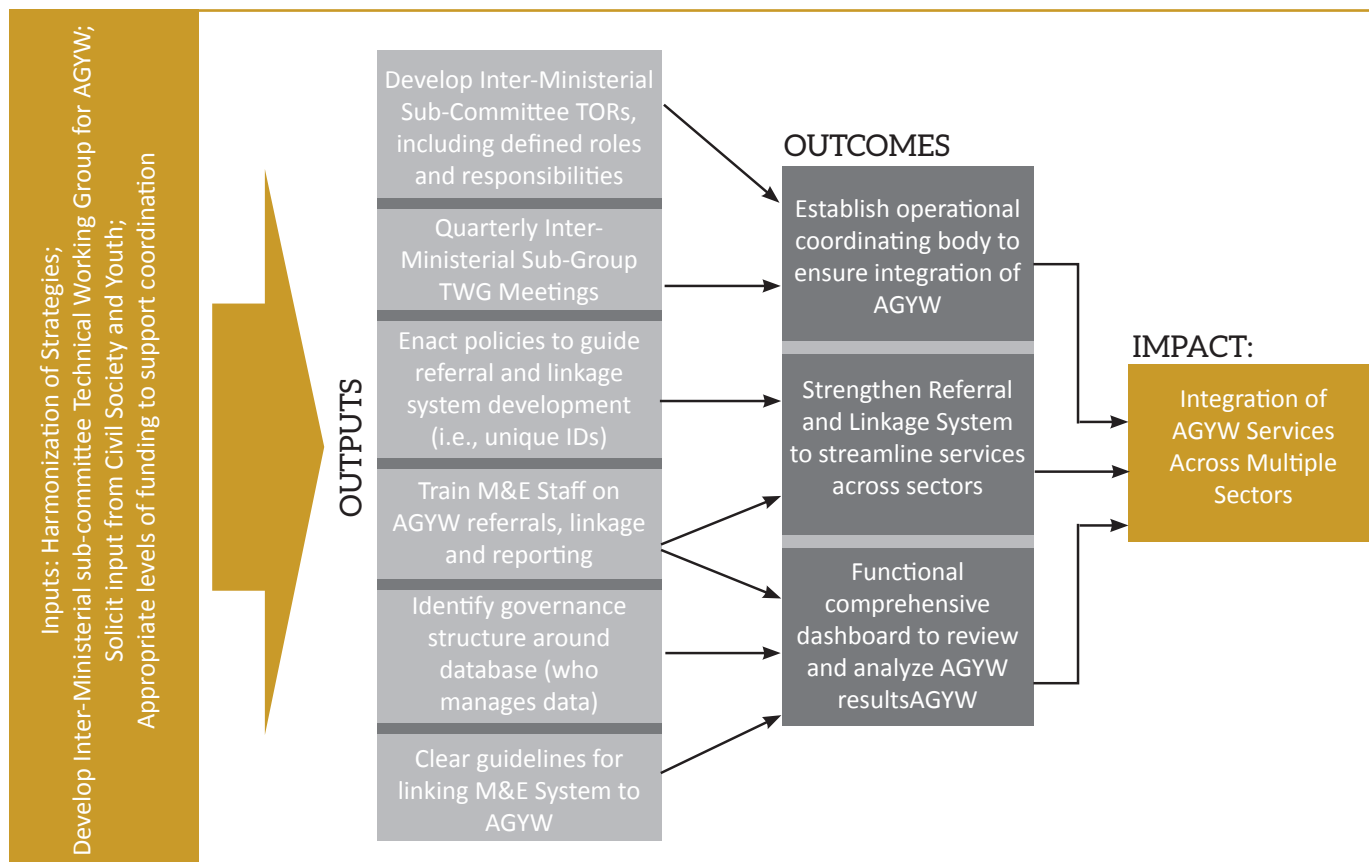 Inputs: Harmonization of Strategies;
Develop Inter-Ministerial sub-committee Technical Working Group for AGYW;
Solicit input from Civil Society and Youth;
Appropriate levels of funding to support coordination
OUTPUTS
Develop Inter-Ministerial
Sub-Committee TORs,
including defined roles
and responsibilities
Quarterly Inter-
Ministerial Sub-Group
TWG Meetings
Enact policies to guide
referral and linkage
system development
(i.e., unique IDs)
Train M&E Staff on
AGYW referrals, linkage
and reporting
Identify governance
structure around
database (who
manages data)
Clear guidelines for
linking M&E System to
AGYW
OUTCOMES
Establish operational
coordinating body to
ensure integration of
AGYW
Strengthen Referral
and Linkage System
to streamline services
across sectors
Functional
comprehensive
dashboard to review
and analyze AGYW
resultsAGYW
IMPACT:
Integration of
AGYW Services
Across Multiple
Sectors